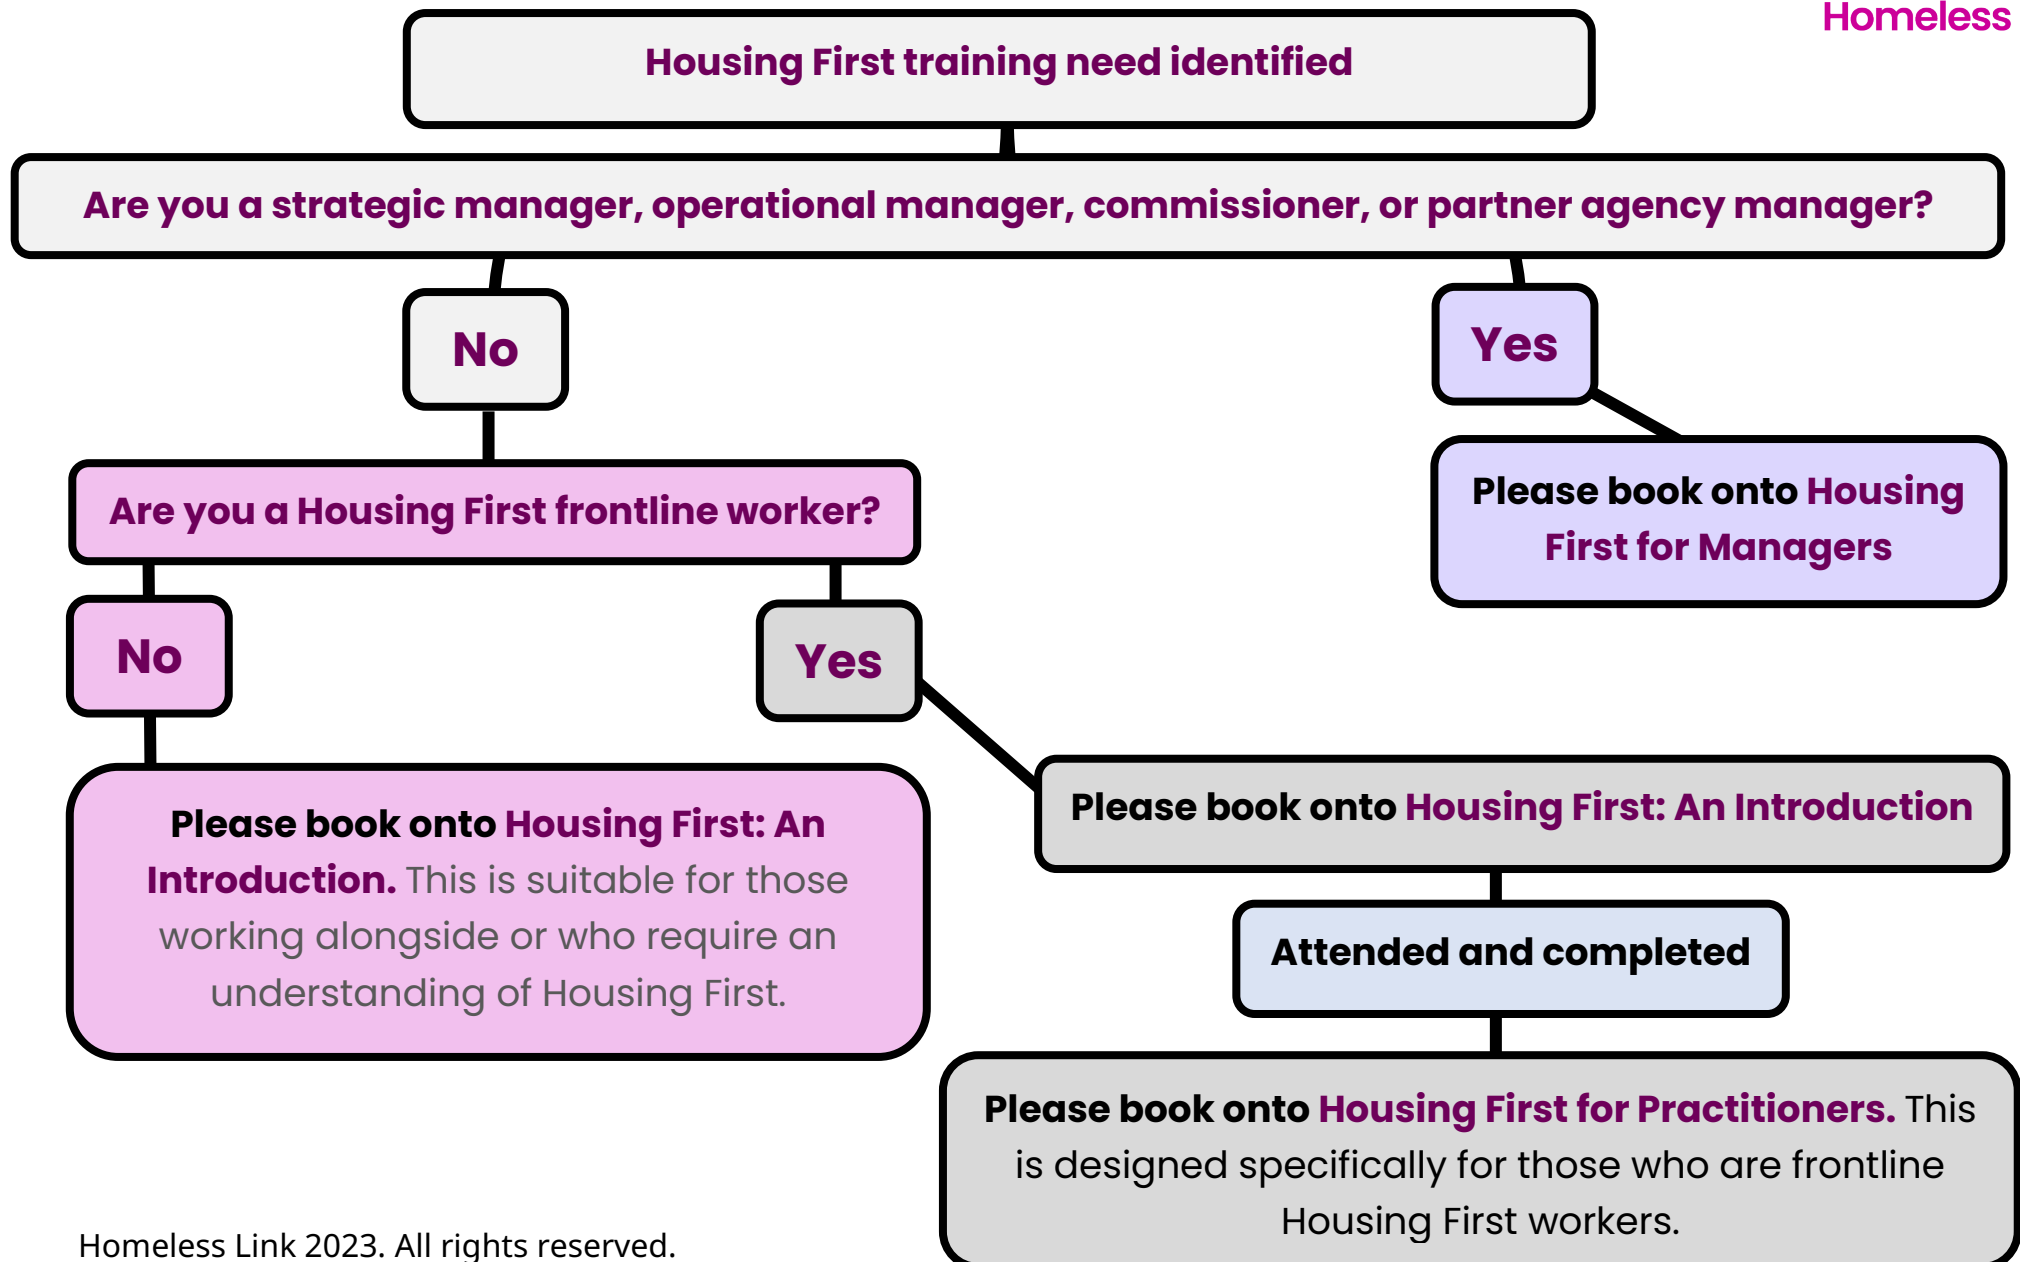 Homeless
Housing First training need identified
Are you a strategic manager, operational manager, commissioner, or partner agency manager?
No
Yes
Are you a Housing First frontline worker?
Please book onto Housing
First for Managers
No
Yes
Please book onto Housing First: An
Introduction. This is suitable for those
working alongside or who require an
understanding of Housing First.
Please book onto Housing First: An Introduction
Attended and completed
Please book onto Housing First for Practitioners. This
is designed specifically for those who are frontline
Housing First workers.
Homeless Link 2023. All rights reserved.